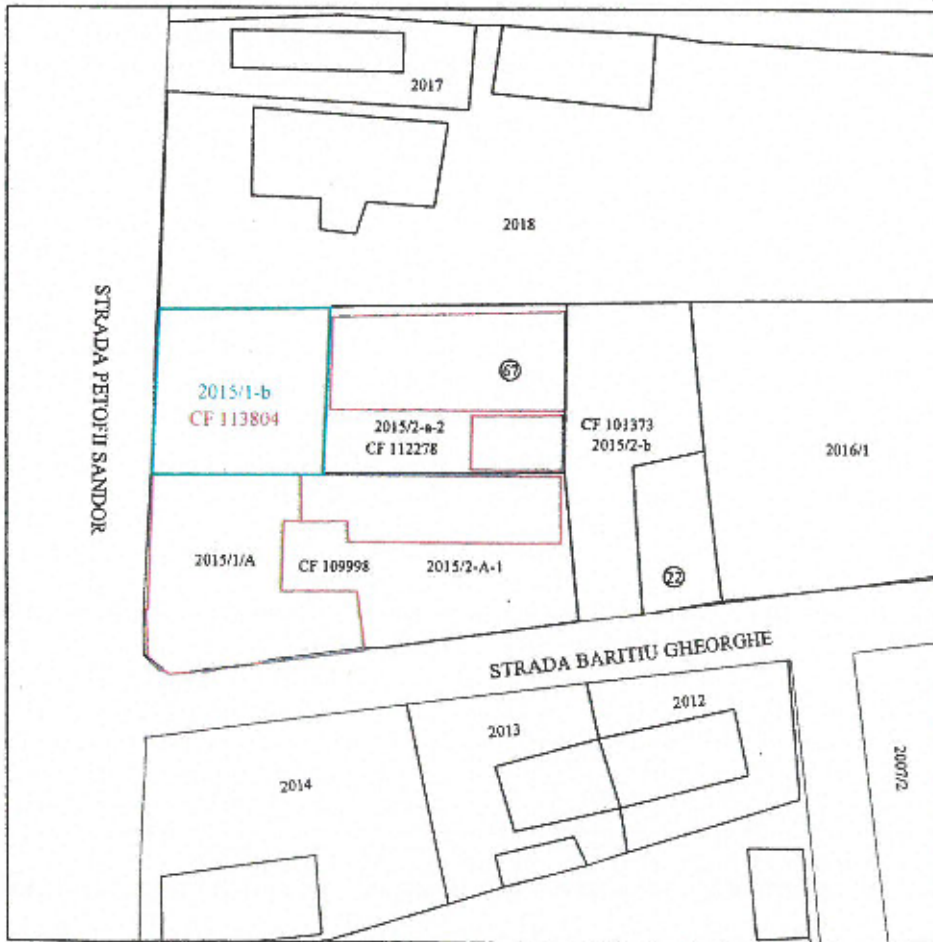 2017
2018
STRADA PETOFII SANDOR
2015/1-b
CF 113804
67
2015/2-a-2
CF 112278
CF 101373
2015/2-b
2016/1
2015/1/A
CF 109998
2015/2-A-1
22
STRADA BARITIU GHEORGHE
2012
2013
2014
2007/2